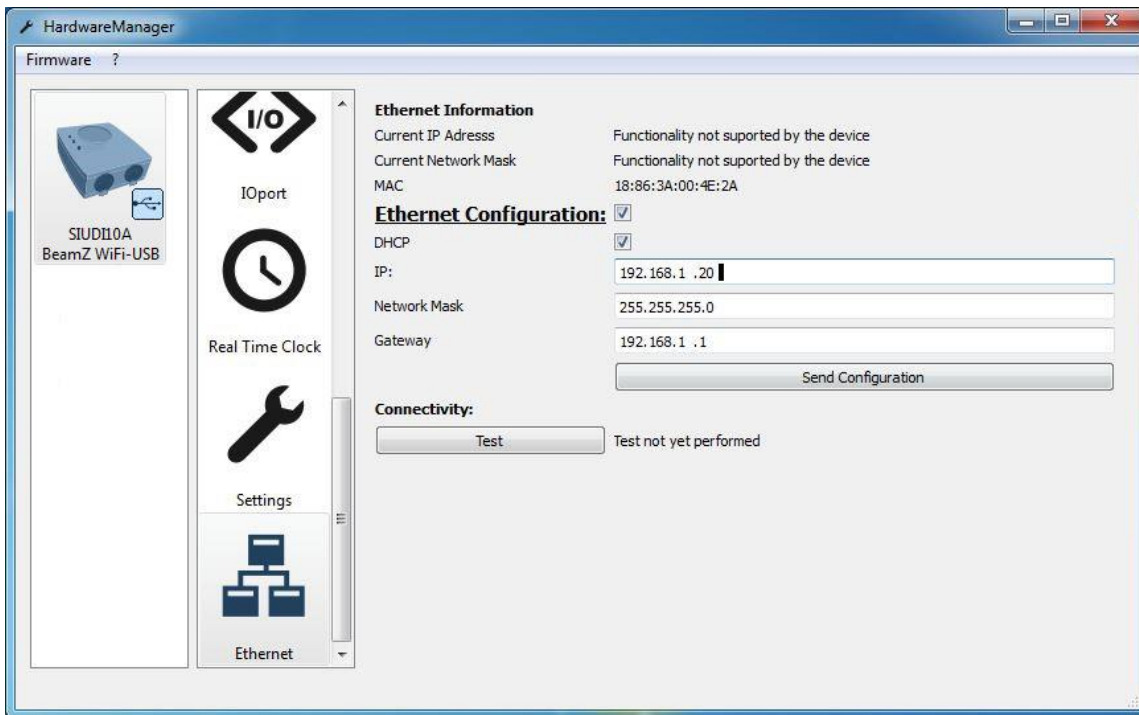 HardwareManager
Firmware ?
SIUDI10A
BeamZ WiFi-USB
I/O
IOport
Real Time Clock
Settings
Ethernet
Ethernet Information
Current IP Adresss Functionality not suported by the device
Current Network Mask Functionality not suported by the device
MAC 18:86:3A:00:4E:2A
Ethernet Configuration:
DHCP
IP: 192.168.1 .20
Network Mask 255.255.255.0
Gateway 192.168.1 .1
Send Configuration
Connectivity:
Test Test not yet performed